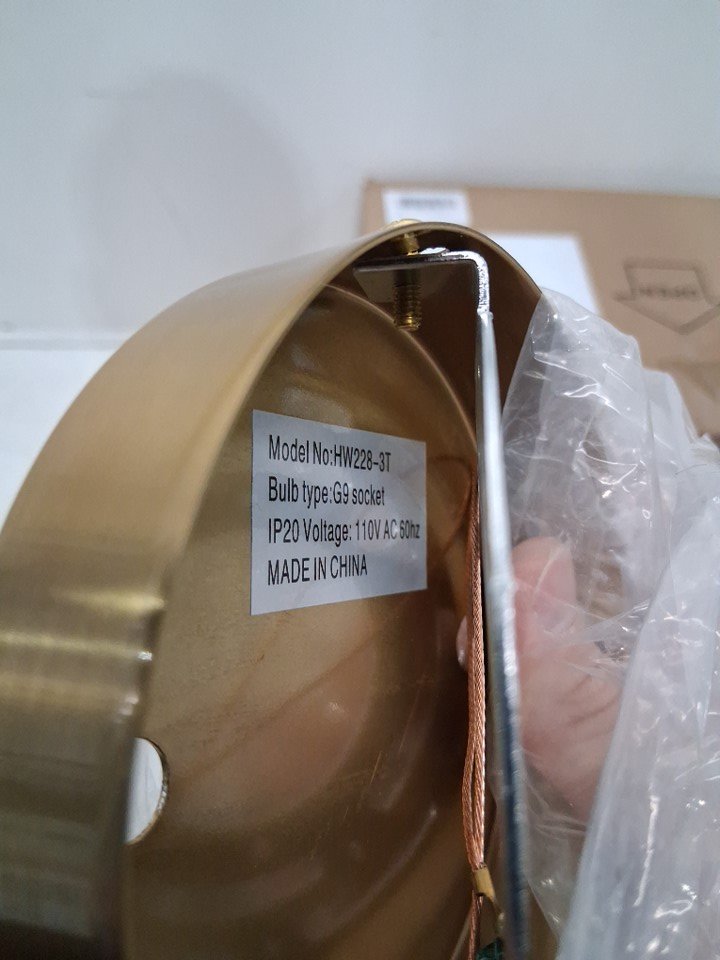 Model No:HW228-3T
Bulb type:G9 socket
IP20 Voltage: 110V AC 60hz
MADE IN CHINA